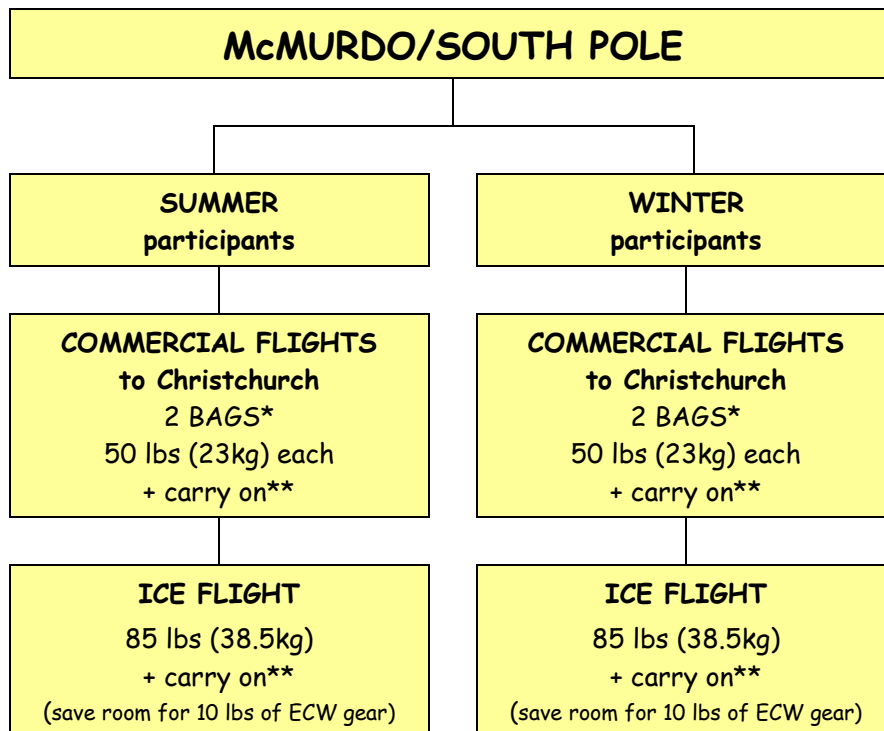 McMURDO/SOUTH POLE
SUMMER
participants
COMMERCIAL FLIGHTS
to Christchurch
2 BAGS*
50 lbs (23kg) each
+ carry on**
ICE FLIGHT
85 lbs (38.5kg)
+ carry on**
(save room for 10 lbs of ECW gear)
WINTER
participants
COMMERCIAL FLIGHTS
to Christchurch
2 BAGS*
50 lbs (23kg) each
+ carry on**
ICE FLIGHT
85 lbs (38.5kg)
+ carry on**
(save room for 10 lbs of ECW gear)